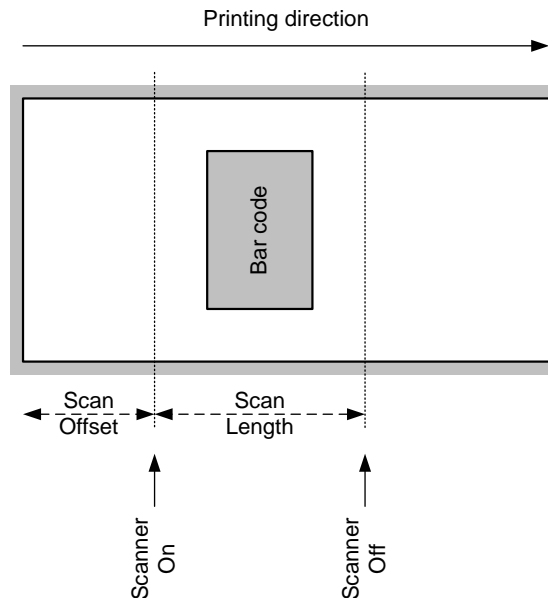 Printing direction
Bar code
Scan
Offset
Scan
Length
Scanner
On
Scanner
Off